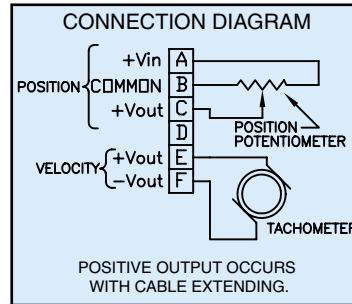 CONNECTION DIAGRAM
+Vin A
POSITION COMMON B
+Vout C
D
POSITION
POTENTIOMETER
VELOCITY +Vout E
−Vout F
TACHOMETER
POSITIVE OUTPUT OCCURS
WITH CABLE EXTENDING.